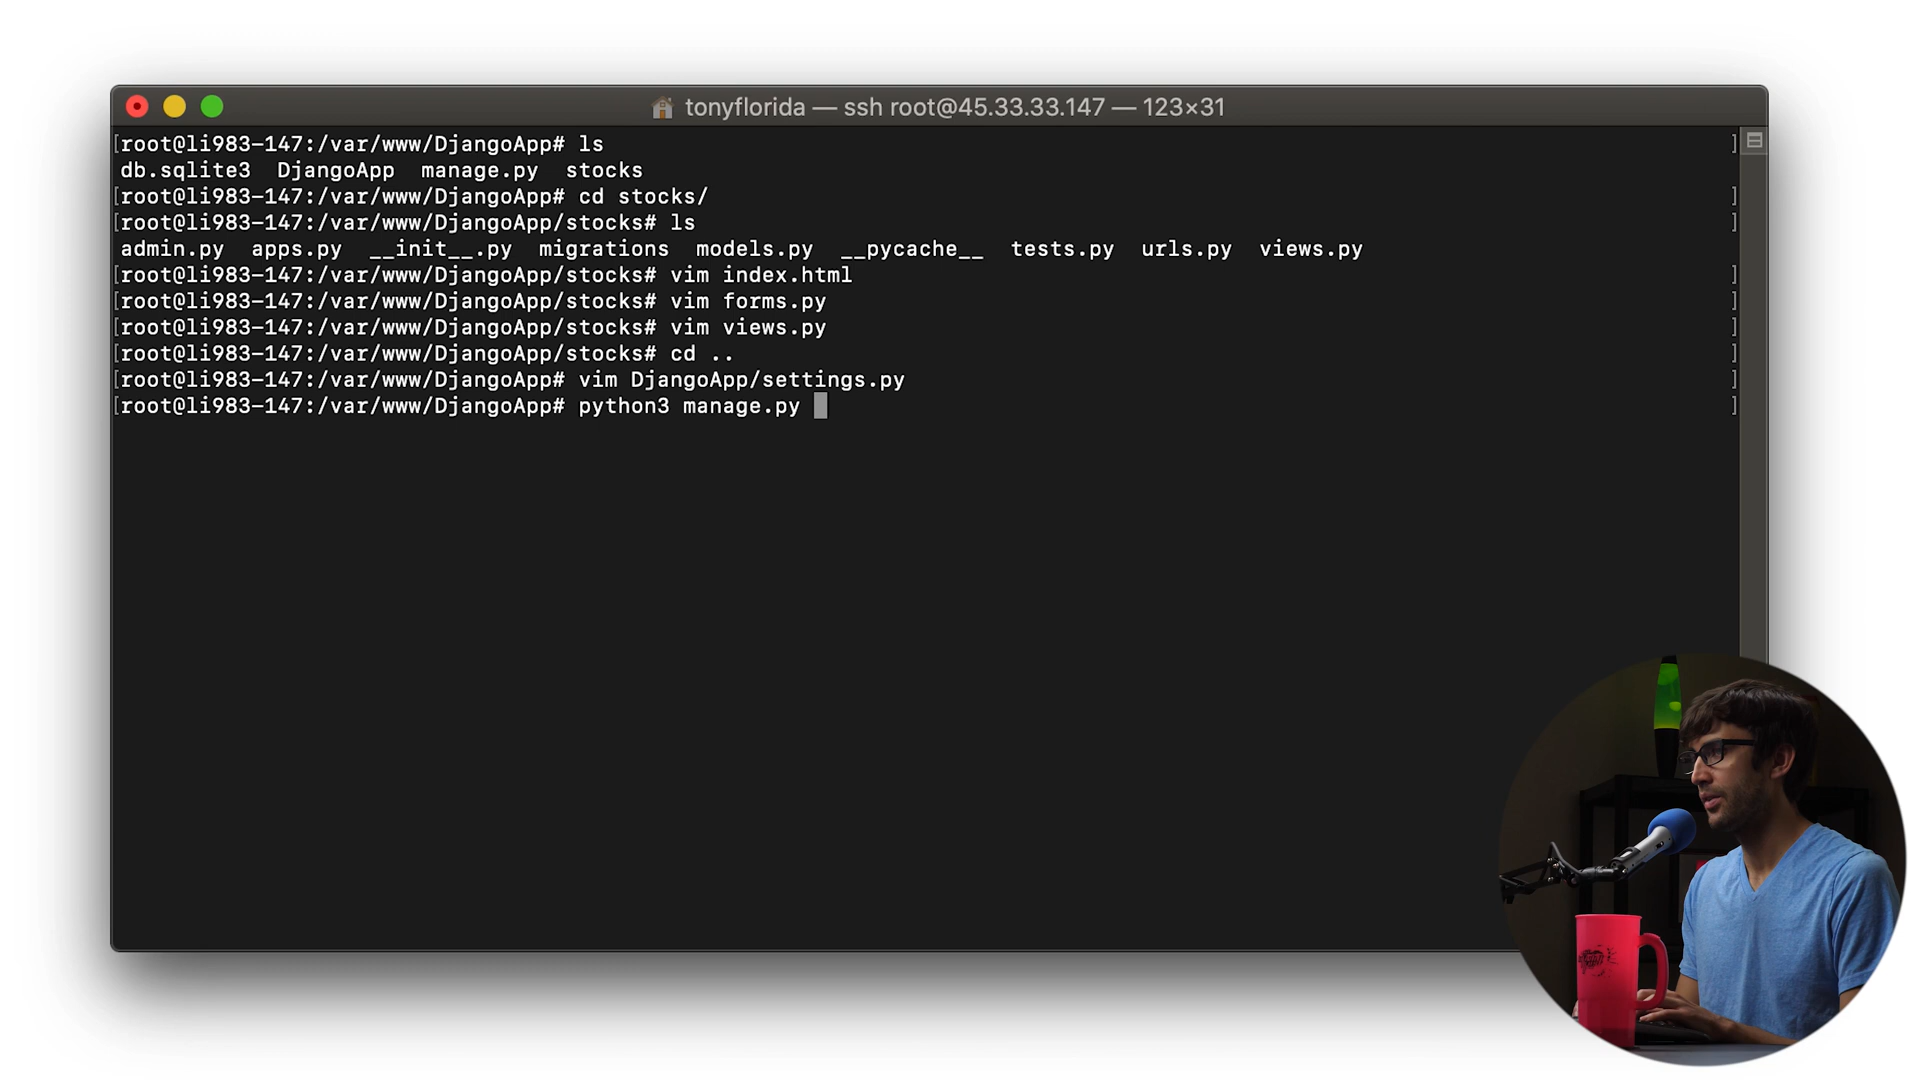 tonyflorida — ssh root@45.33.33.147 — 123×31
[root@li983-147:/var/www/DjangoApp# ls ]
db.sqlite3  DjangoApp  manage.py  stocks
[root@li983-147:/var/www/DjangoApp# cd stocks/ ]
[root@li983-147:/var/www/DjangoApp/stocks# ls ]
admin.py  apps.py  __init__.py  migrations  models.py  __pycache__  tests.py  urls.py  views.py
[root@li983-147:/var/www/DjangoApp/stocks# vim index.html ]
[root@li983-147:/var/www/DjangoApp/stocks# vim forms.py ]
[root@li983-147:/var/www/DjangoApp/stocks# vim views.py ]
[root@li983-147:/var/www/DjangoApp/stocks# cd .. ]
[root@li983-147:/var/www/DjangoApp# vim DjangoApp/settings.py ]
[root@li983-147:/var/www/DjangoApp# python3 manage.py ]